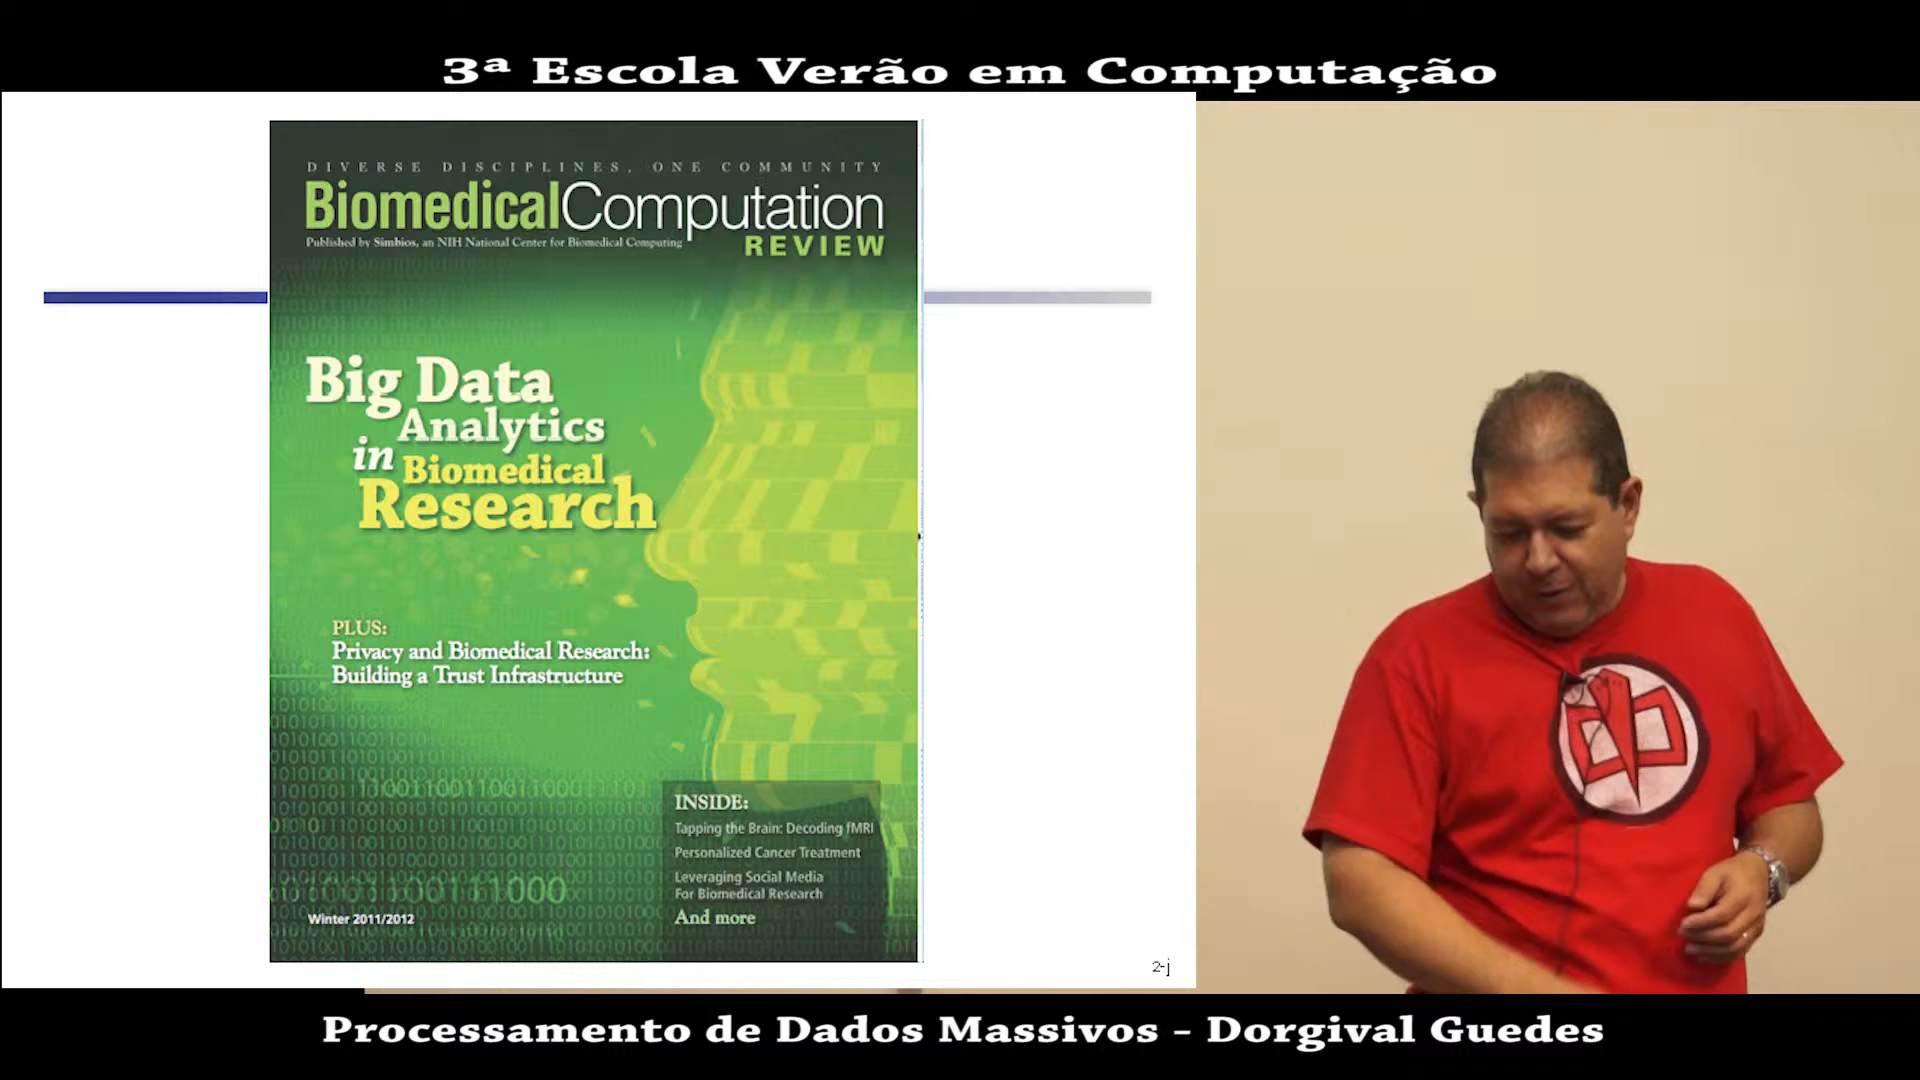 3ª Escola Verão em Computação
DIVERSE DISCIPLINES, ONE COMMUNITY
BiomedicalComputation
Published by Simbios, an NIH National Center for Biomedical Computing
REVIEW
Big Data
Analytics
in Biomedical
Research
PLUS:
Privacy and Biomedical Research:
Building a Trust Infrastructure
INSIDE:
Tapping the Brain: Decoding fMRI
Personalized Cancer Treatment
Leveraging Social Media
For Biomedical Research
And more
Winter 2011/2012
2-j
Processamento de Dados Massivos – Dorgival Guedes